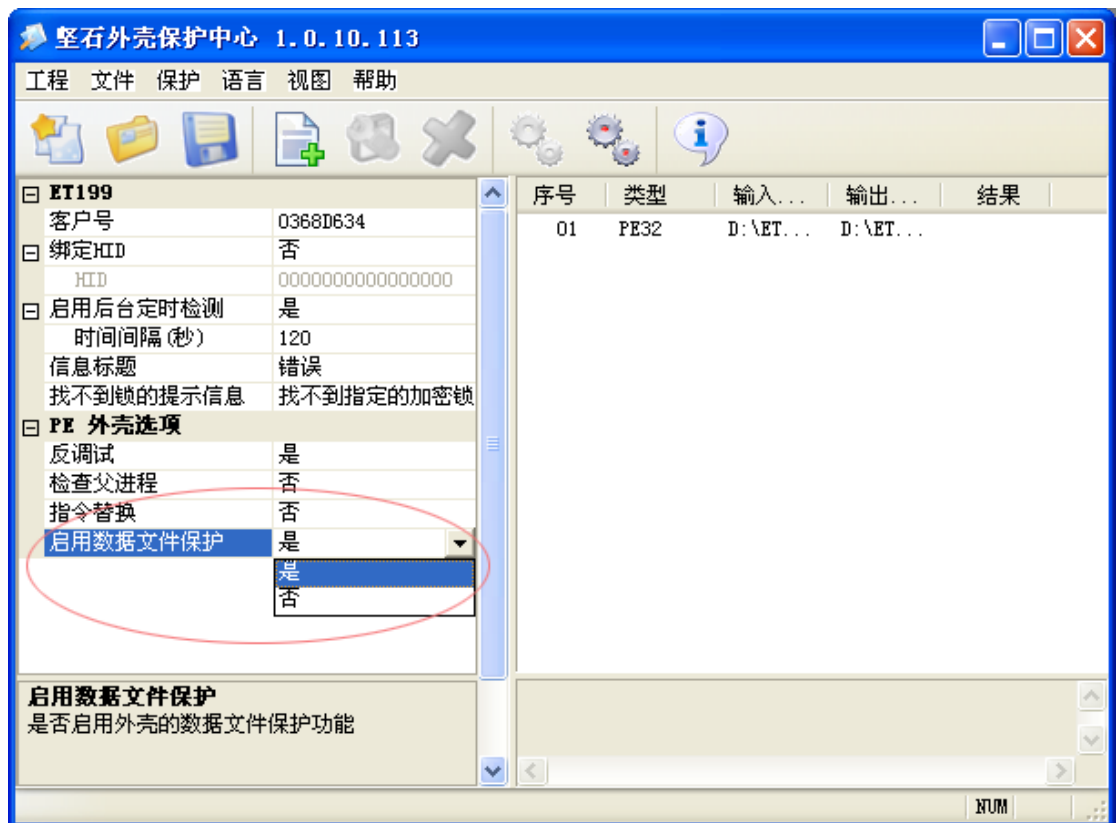 坚石外壳保护中心 1.0.10.113
工程 文件 保护 语言 视图 帮助
ET199
客户号 0368D634
绑定HID 否
HID 0000000000000000
启用后台定时检测 是
时间间隔(秒) 120
信息标题 错误
找不到锁的提示信息 找不到指定的加密锁
PE 外壳选项
反调试 是
检查父进程 否
指令替换 否
启用数据文件保护 是
是
否
启用数据文件保护
是否启用外壳的数据文件保护功能
序号 类型 输入... 输出... 结果
01 PE32 D:\ET... D:\ET...
NUM